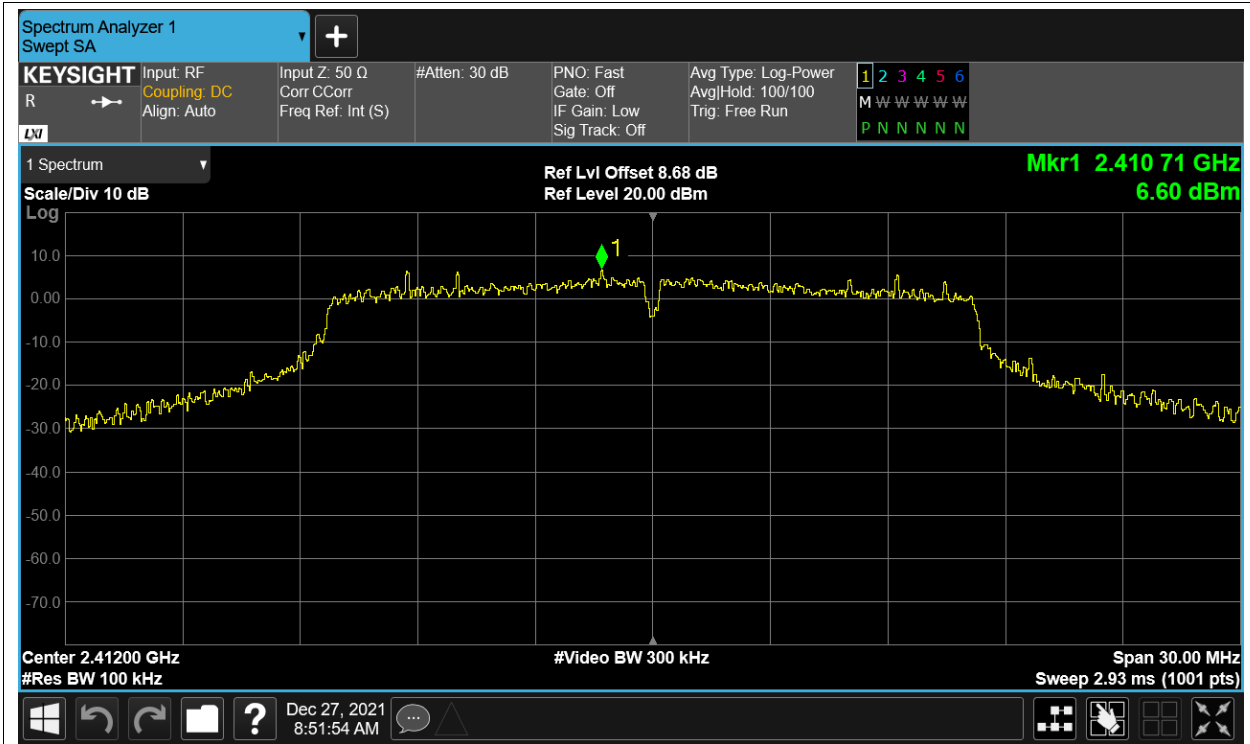 Spectrum Analyzer 1
Swept SA
+
KEYSIGHT
R
LXI
Input: RF
Coupling: DC
Align: Auto
Input Z: 50 Ω
Corr CCorr
Freq Ref: Int (S)
#Atten: 30 dB
PNO: Fast
Gate: Off
IF Gain: Low
Sig Track: Off
Avg Type: Log-Power
Avg|Hold: 100/100
Trig: Free Run
1 2 3 4 5 6
M W W W W W
P N N N N N
1 Spectrum
Scale/Div 10 dB
Ref Lvl Offset 8.68 dB
Ref Level 20.00 dBm
Mkr1 2.410 71 GHz
6.60 dBm
Log
1
10.0
0.00
-10.0
-20.0
-30.0
-40.0
-50.0
-60.0
-70.0
Center 2.41200 GHz
#Video BW 300 kHz
Span 30.00 MHz
#Res BW 100 kHz
Sweep 2.93 ms (1001 pts)
?
Dec 27, 2021
8:51:54 AM